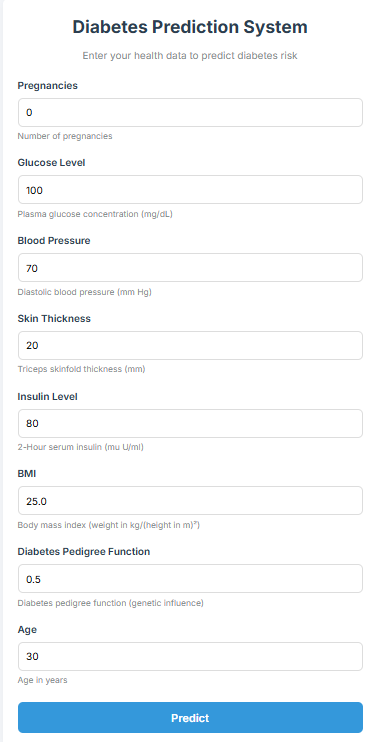 Diabetes Prediction System
Enter your health data to predict diabetes risk
Pregnancies
0
Number of pregnancies
Glucose Level
100
Plasma glucose concentration (mg/dL)
Blood Pressure
70
Diastolic blood pressure (mm Hg)
Skin Thickness
20
Triceps skinfold thickness (mm)
Insulin Level
80
2-Hour serum insulin (mu U/ml)
BMI
25.0
Body mass index (weight in kg/(height in m)²)
Diabetes Pedigree Function
0.5
Diabetes pedigree function (genetic influence)
Age
30
Age in years
Predict